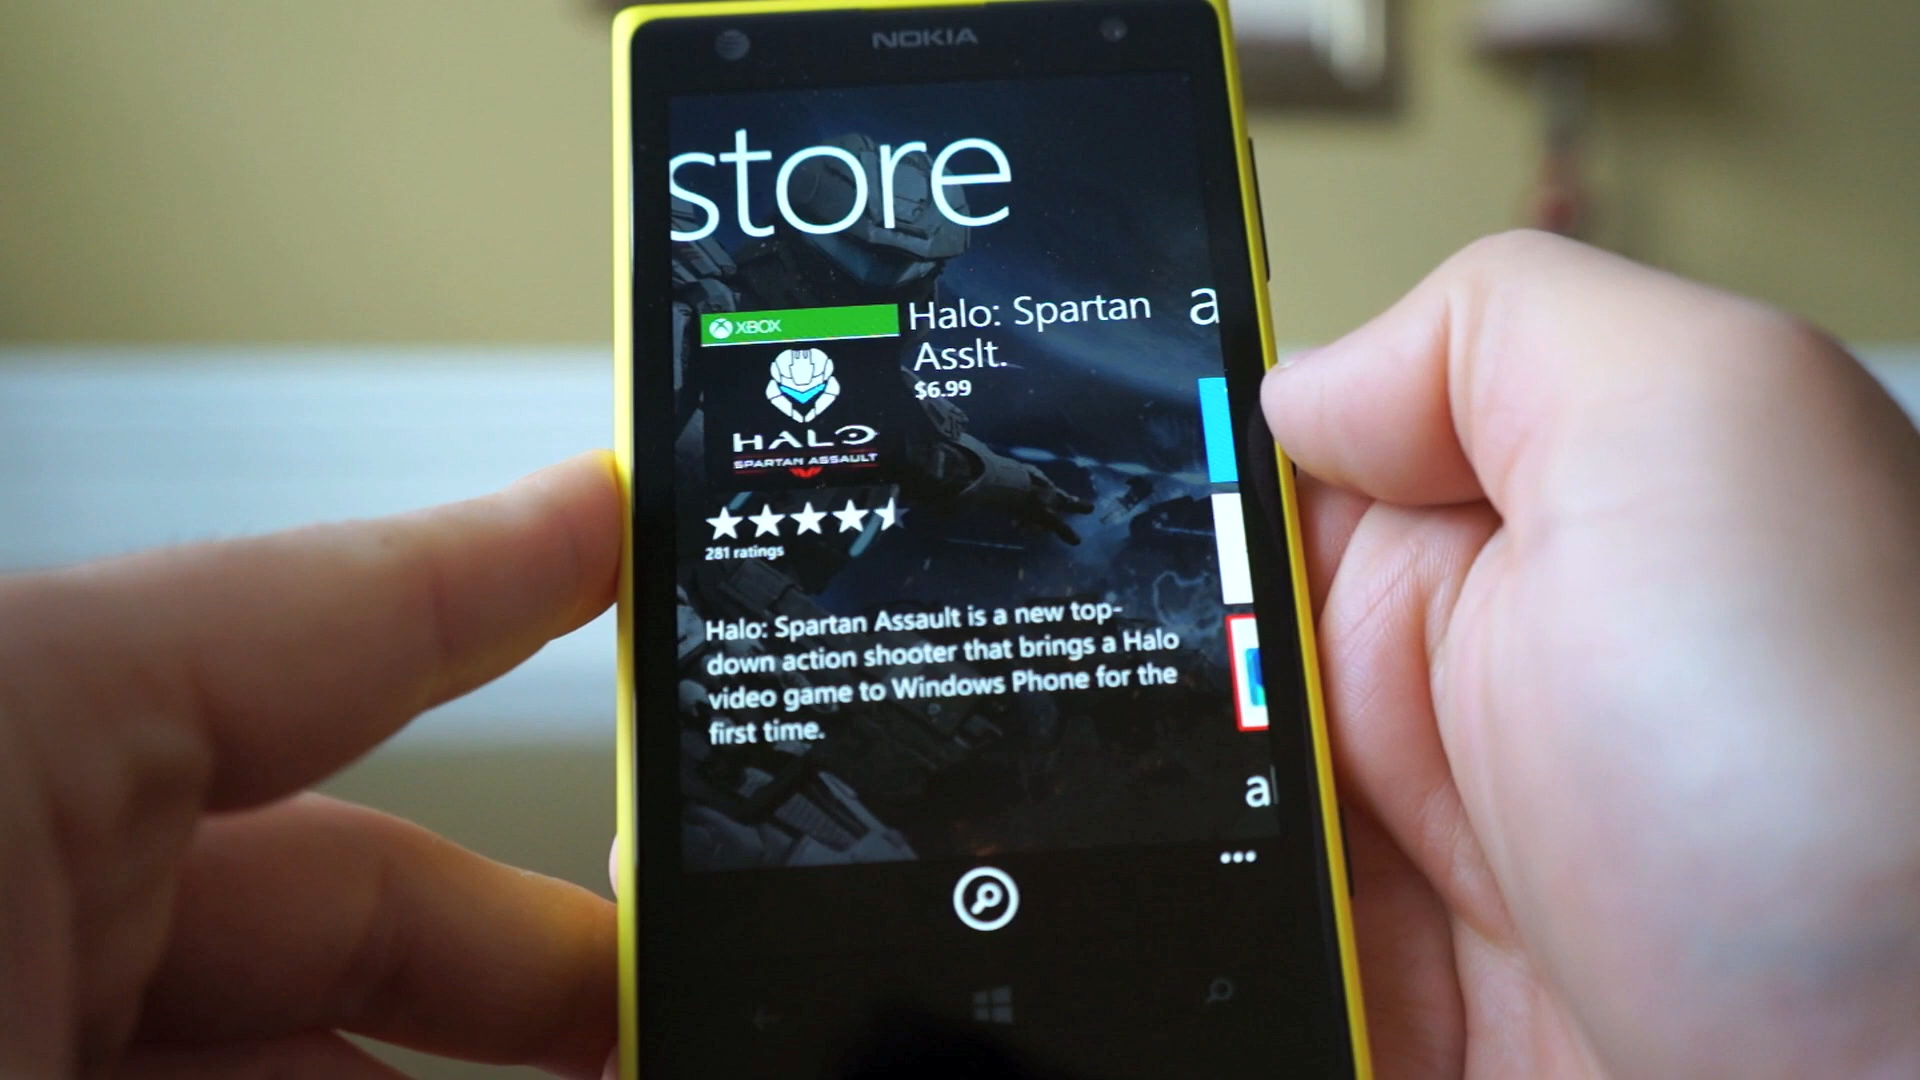 NOKIA
store
XBOX
Halo: Spartan
Asslt.
$6.99
HALO
SPARTAN ASSAULT
281 ratings
Halo: Spartan Assault is a new top-
down action shooter that brings a Halo
video game to Windows Phone for the
first time.
a
a